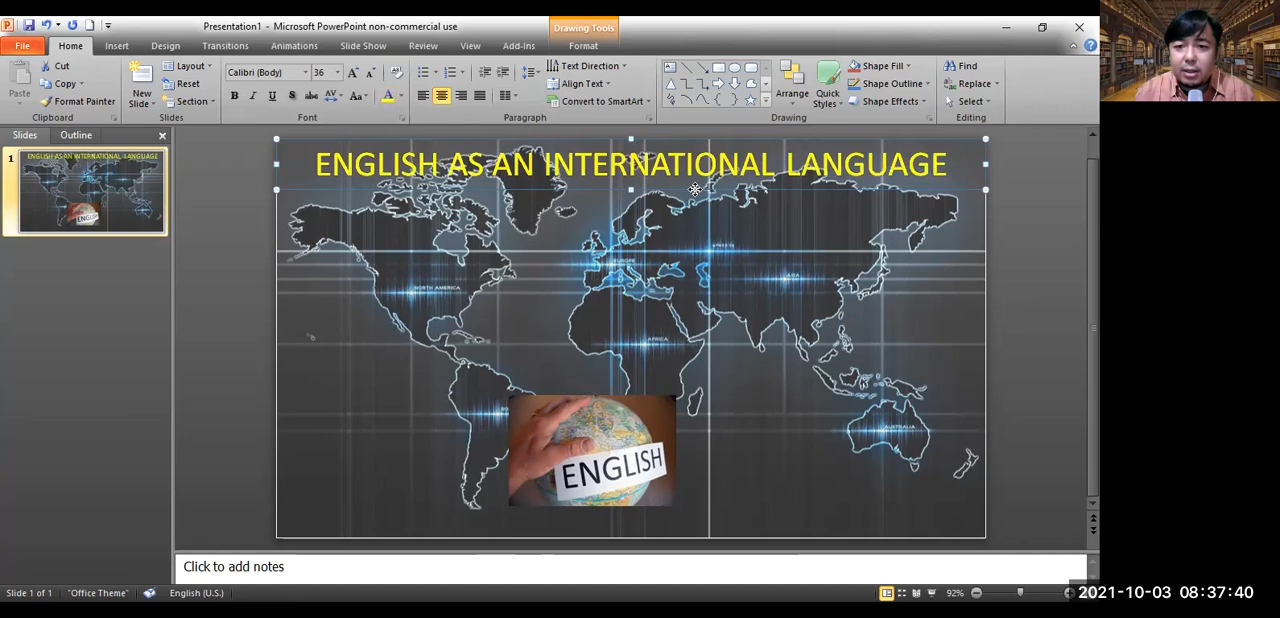 Presentation1 - Microsoft PowerPoint non-commercial use
Drawing Tools
File Home Insert Design Transitions Animations Slide Show Review View Add-Ins Format
Paste
Cut
Copy
Format Painter
Clipboard
New
Slide
Layout
Reset
Section
Slides
Calibri (Body) 36
B I U S abc AV Aa A
Font
Text Direction
Align Text
Convert to SmartArt
Paragraph
Arrange
Quick
Styles
Shape Fill
Shape Outline
Shape Effects
Drawing
Find
Replace
Select
Editing
Slides Outline
1
ENGLISH AS AN INTERNATIONAL LANGUAGE
ENGLISH
ENGLISH AS AN INTERNATIONAL LANGUAGE
EUROPE
ASIA
NORTH AMERICA
AFRICA
AUSTRALIA
ENGLISH
Click to add notes
Slide 1 of 1 "Office Theme" English (U.S.) 92%
2021-10-03 08:37:40